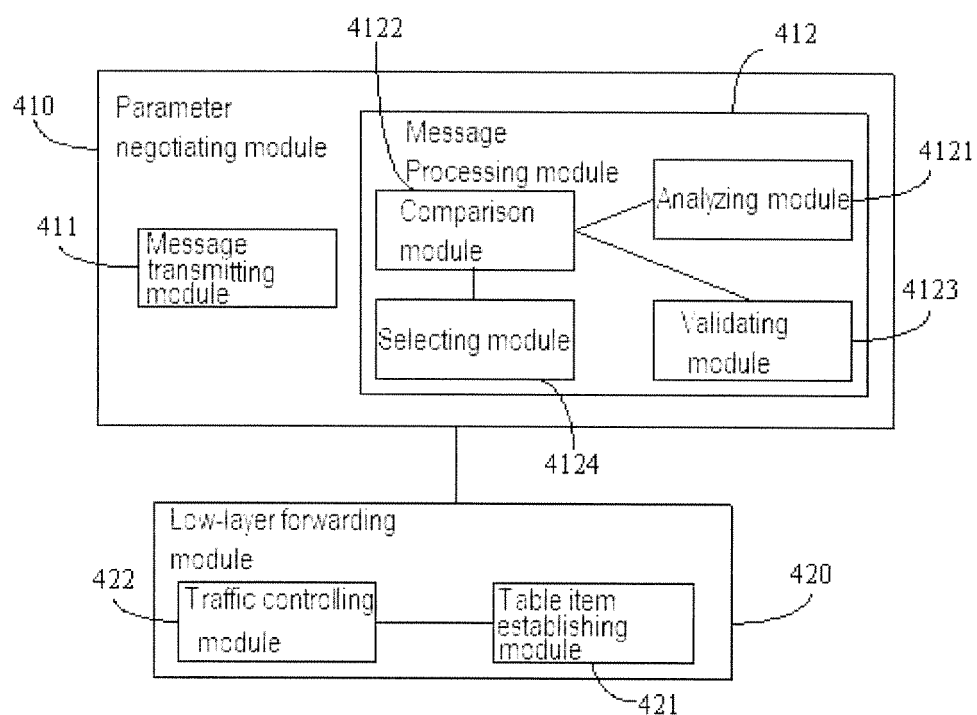 4122
412
410
Parameter
negotiating module
Message
Processing module
4121
Comparison
module
Analyzing module
411
Message
transmitting
module
4123
Selecting module
Validating
module
4124
Low-layer forwarding
module
422
Traffic controlling
module
Table item
establishing
module
420
421